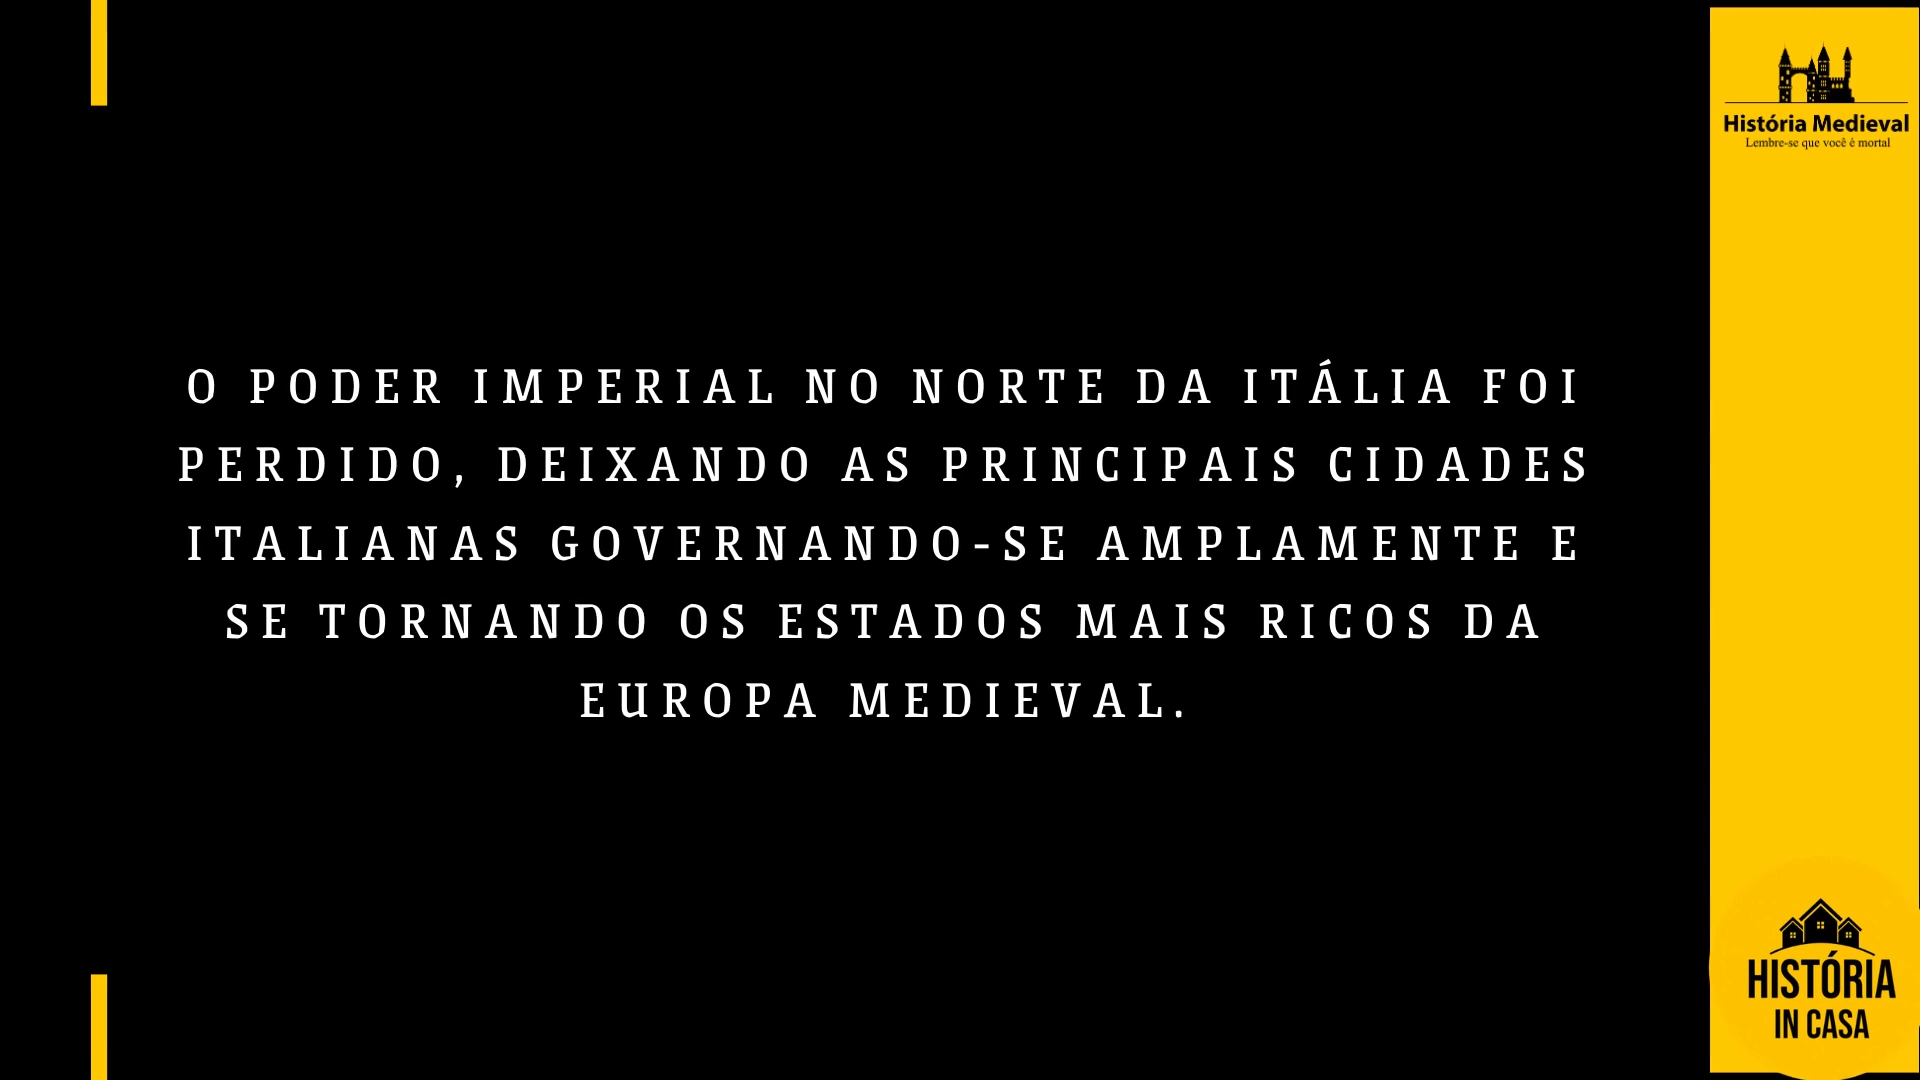 O PODER IMPERIAL NO NORTE DA ITÁLIA FOI
PERDIDO, DEIXANDO AS PRINCIPAIS CIDADES
ITALIANAS GOVERNANDO-SE AMPLAMENTE E
SE TORNANDO OS ESTADOS MAIS RICOS DA
EUROPA MEDIEVAL.
História Medieval
Lembre-se que você é mortal
HISTÓRIA
IN CASA